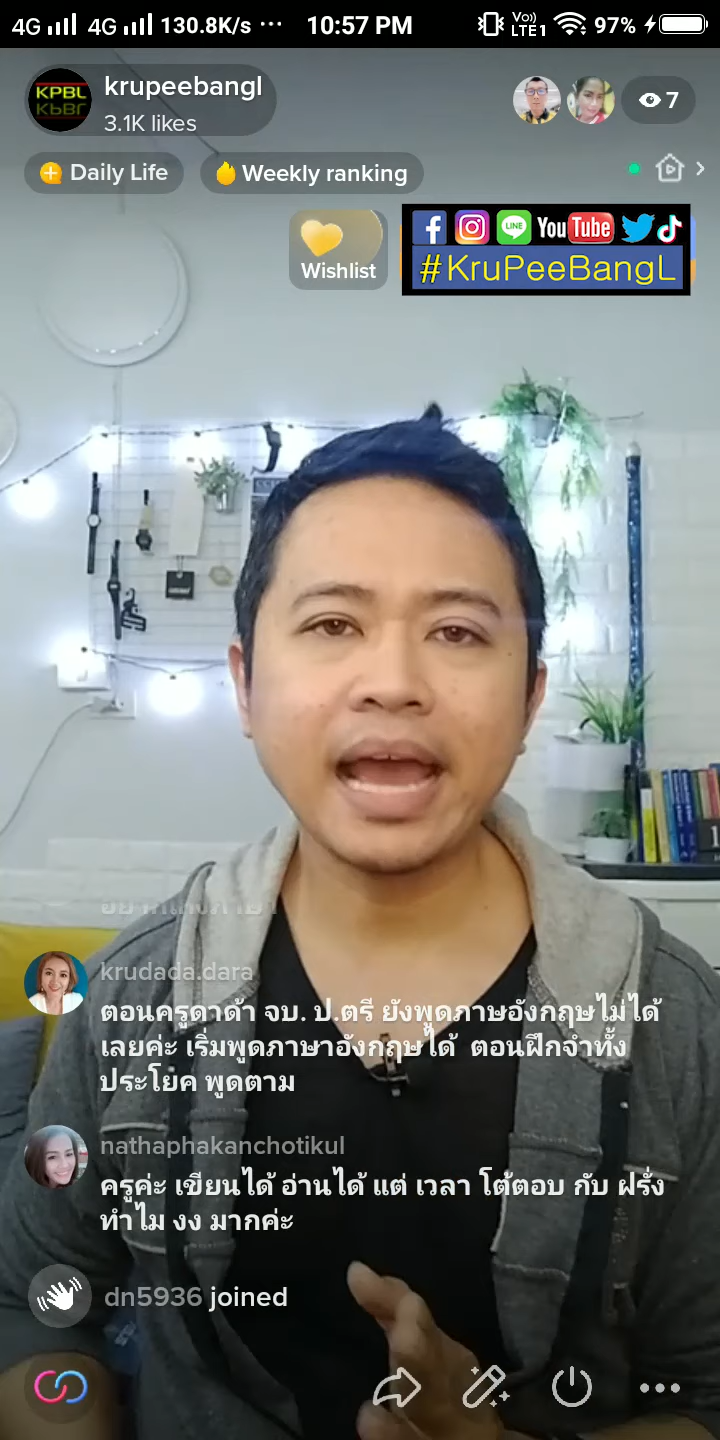 4G 4G 130.8K/s ... 10:57 PM Vo)) LTE1 97%
KPBL
krupeebangl
3.1K likes
7
Daily Life
Weekly ranking
Wishlist
LINE YouTube
#KruPeeBangL
krudada.dara
ตอนครูดาด้า จบ. ป.ตรี ยังพูดภาษอังกฤษไม่ได้
เลยค่ะ เริ่มพูดภาษาอังกฤษได้ ตอนฝึกจำทั้ง
ประโยค พูดตาม
nathaphakanchotikul
ครูค่ะ เขียนได้ อ่านได้ แต่ เวลา โต้ตอบ กับ ฝรั่ง
ทำไม งง มากค่ะ
dn5936 joined